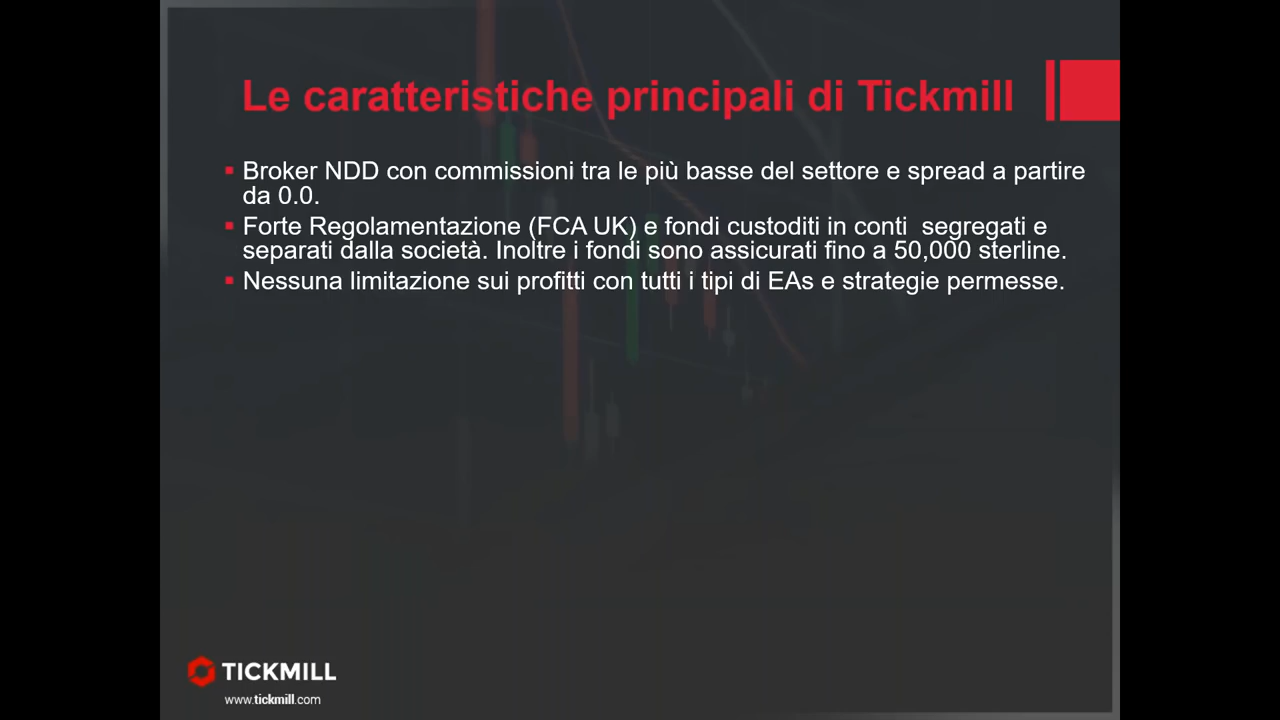 Le caratteristiche principali di Tickmill
Broker NDD con commissioni tra le più basse del settore e spread a partire
da 0.0.
Forte Regolamentazione (FCA UK) e fondi custoditi in conti  segregati e
separati dalla società. Inoltre i fondi sono assicurati fino a 50,000 sterline.
Nessuna limitazione sui profitti con tutti i tipi di EAs e strategie permesse.
TICKMILL
www.tickmill.com